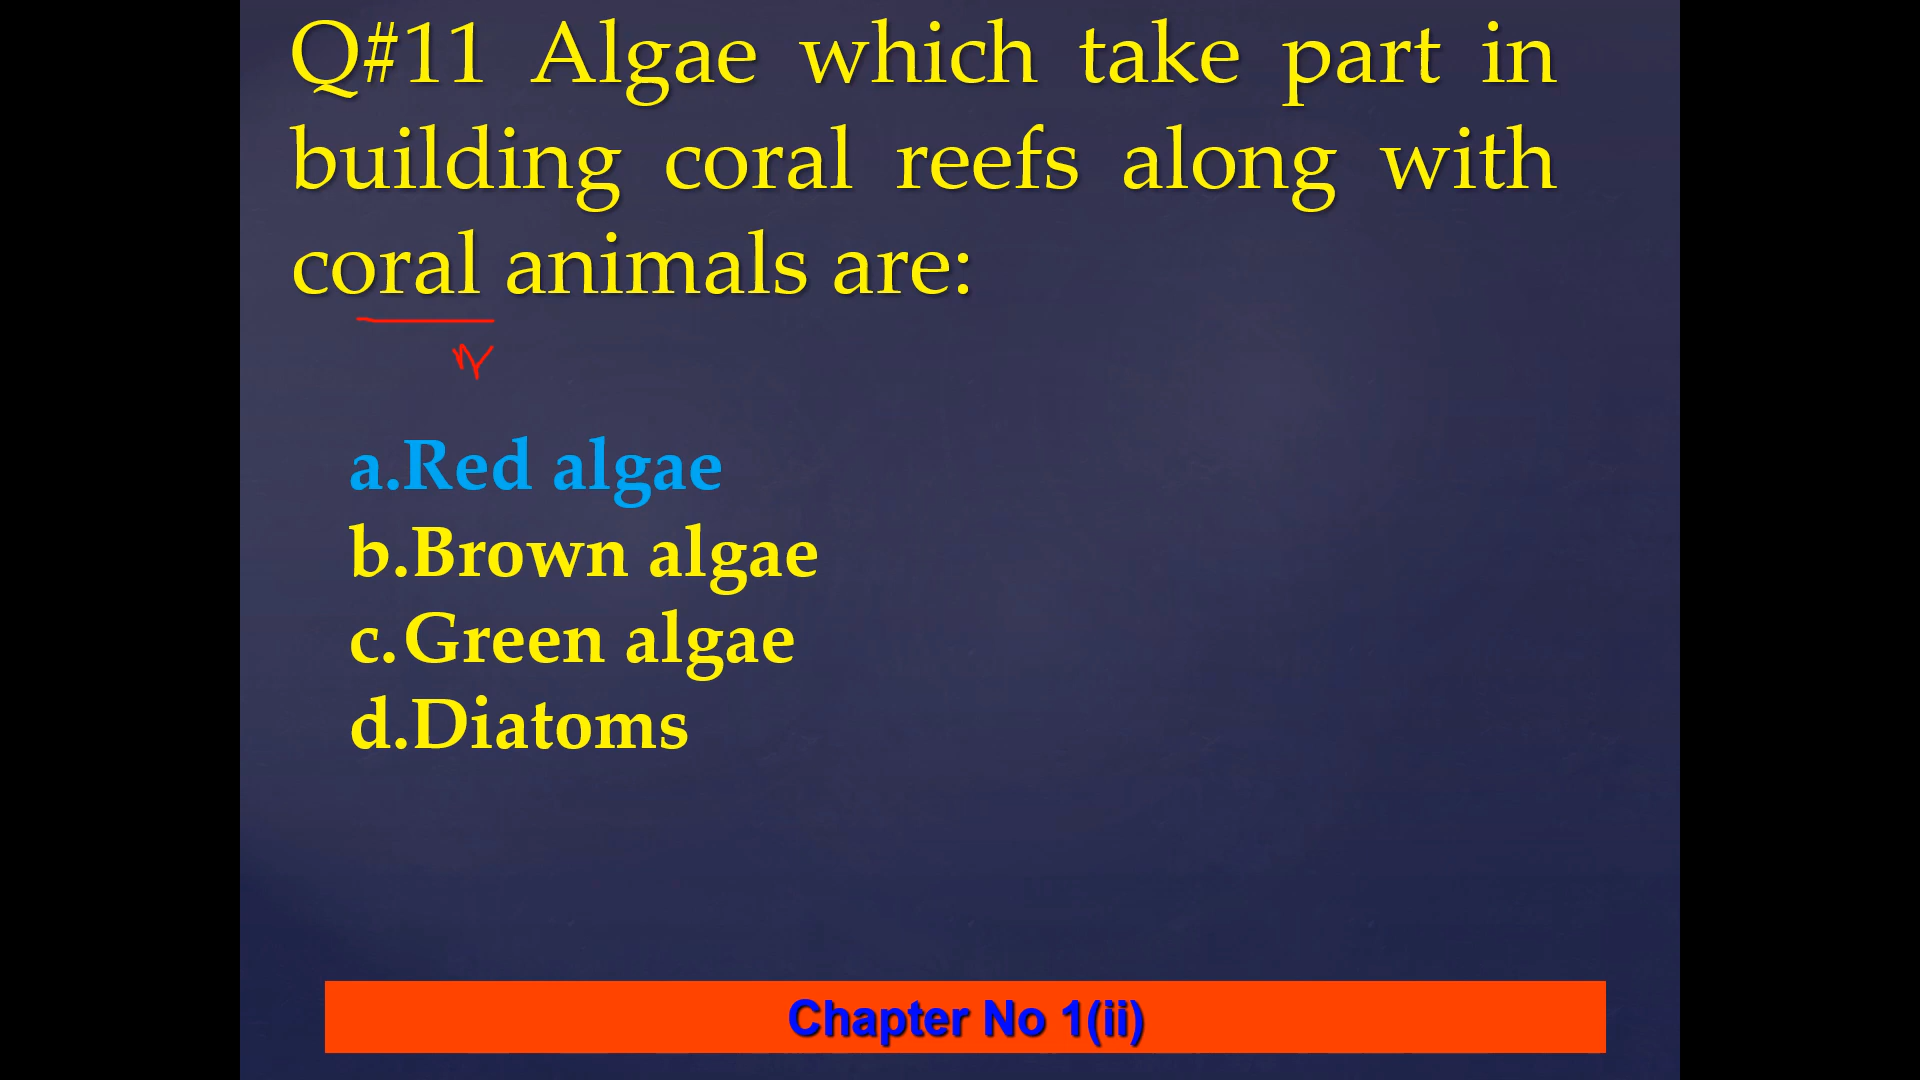 Q#11 Algae which take part in
building coral reefs along with
coral animals are:
a.Red algae
b.Brown algae
c.Green algae
d.Diatoms
Chapter No 1(ii)